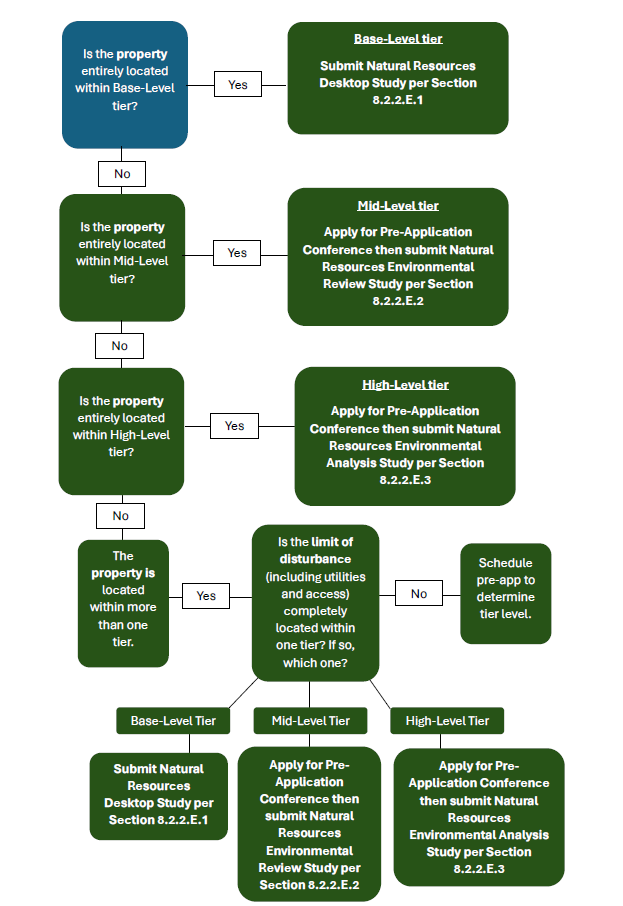 Is the property
entirely located
within Base-Level
tier?
Yes
Base-Level tier
Submit Natural Resources
Desktop Study per Section
8.2.2.E.1
No
Is the property
entirely located
within Mid-Level
tier?
Yes
Mid-Level tier
Apply for Pre-Application
Conference then submit Natural
Resources Environmental
Review Study per Section
8.2.2.E.2
No
Is the property
entirely located
within High-Level
tier?
Yes
High-Level tier
Apply for Pre-Application
Conference then submit Natural
Resources Environmental
Analysis Study per Section
8.2.2.E.3
No
The
property is
located
within more
than one
tier.
Yes
Is the limit of
disturbance
(including utilities
and access)
completely
located within
one tier? If so,
which one?
No
Schedule
pre-app to
determine
tier level.
Base-Level Tier
Mid-Level Tier
High-Level Tier
Submit Natural
Resources
Desktop Study per
Section 8.2.2.E.1
Apply for Pre-
Application
Conference then
submit Natural
Resources
Environmental
Review Study per
Section 8.2.2.E.2
Apply for Pre-
Application Conference
then submit Natural
Resources
Environmental Analysis
Study per Section
8.2.2.E.3